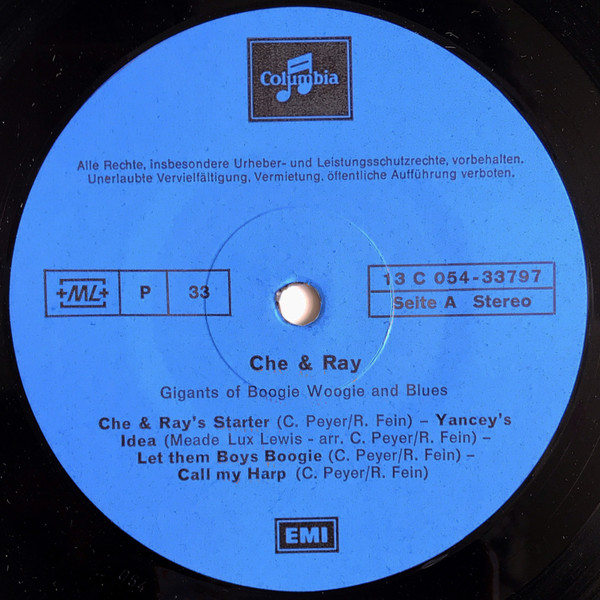 Columbia
Alle Rechte, insbesondere Urheber- und Leistungsschutzrechte, vorbehalten.
Unerlaubte Vervielfältigung, Vermietung, öffentliche Aufführung verboten.
+ML+ P 33
13 C 054-33797
Seite A Stereo
Che & Ray
Gigants of Boogie Woogie and Blues
Che & Ray's Starter (C. Peyer/R. Fein) – Yancey's
Idea (Meade Lux Lewis - arr. C. Peyer/R. Fein) –
Let them Boys Boogie (C. Peyer/R. Fein) –
Call my Harp (C. Peyer/R. Fein)
EMI